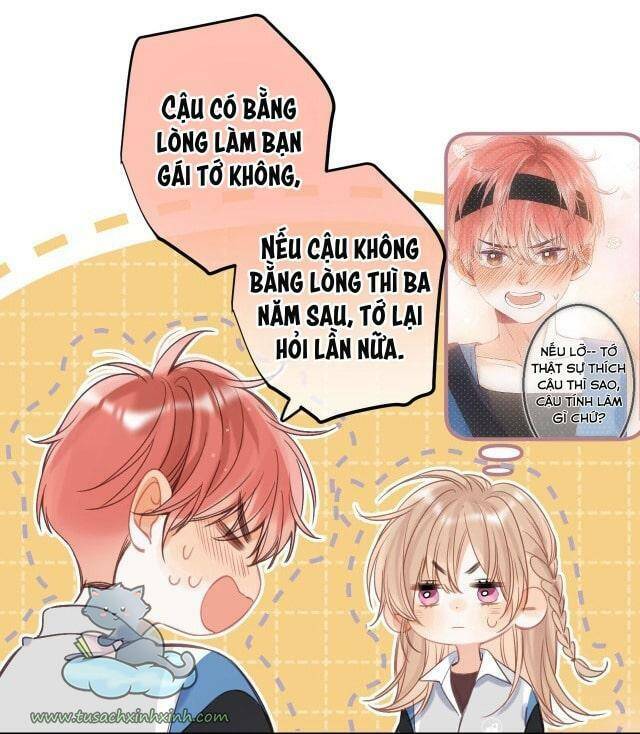 CẬU CÓ BẰNG
LÒNG LÀM BẠN
GÁI TỚ KHÔNG,
NẾU CẬU KHÔNG
BẰNG LÒNG THÌ BA
NĂM SAU, TỚ LẠI
HỎI LẦN NỮA.
NẾU LỠ-- TỚ
THẬT SỰ THÍCH
CẬU THÌ SAO,
CẬU TÍNH LÀM
GÌ CHỨ?
www.tusachxinhxinh.com